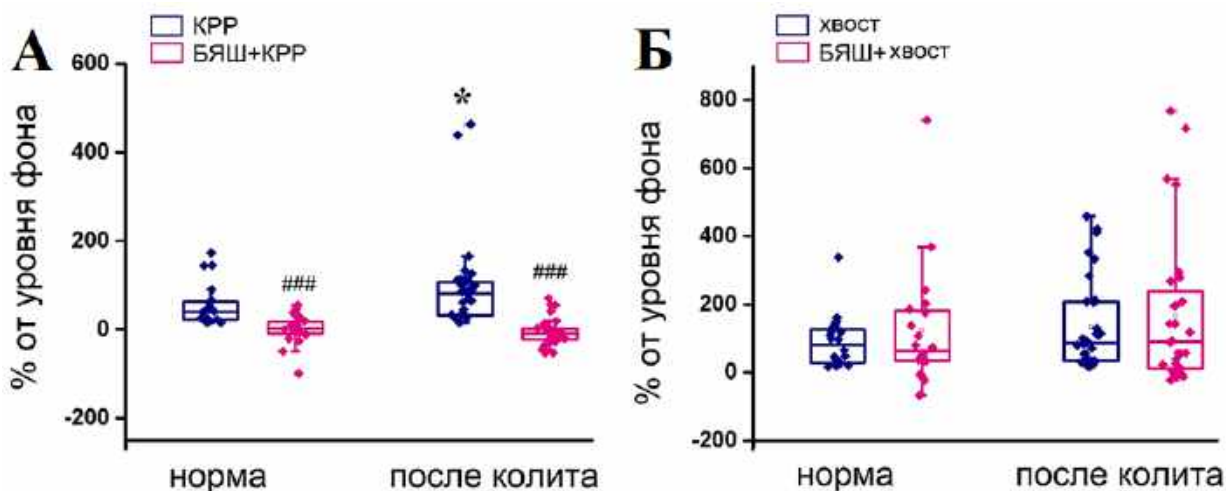 А
КРР
БЯШ+КРР
% от уровня фона
600
400
200
0
-200
*
###
###
норма
после колита
Б
хвост
БЯШ+хвост
% от уровня фона
800
600
400
200
0
-200
норма
после колита